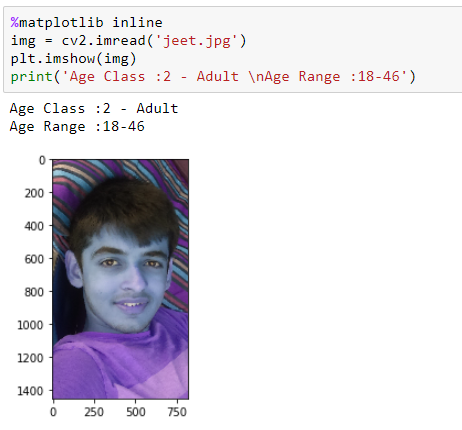 %matplotlib inline
img = cv2.imread('jeet.jpg')
plt.imshow(img)
print('Age Class :2 - Adult \nAge Range :18-46')
Age Class :2 - Adult
Age Range :18-46
0
200
400
600
800
1000
1200
1400
0 250 500 750